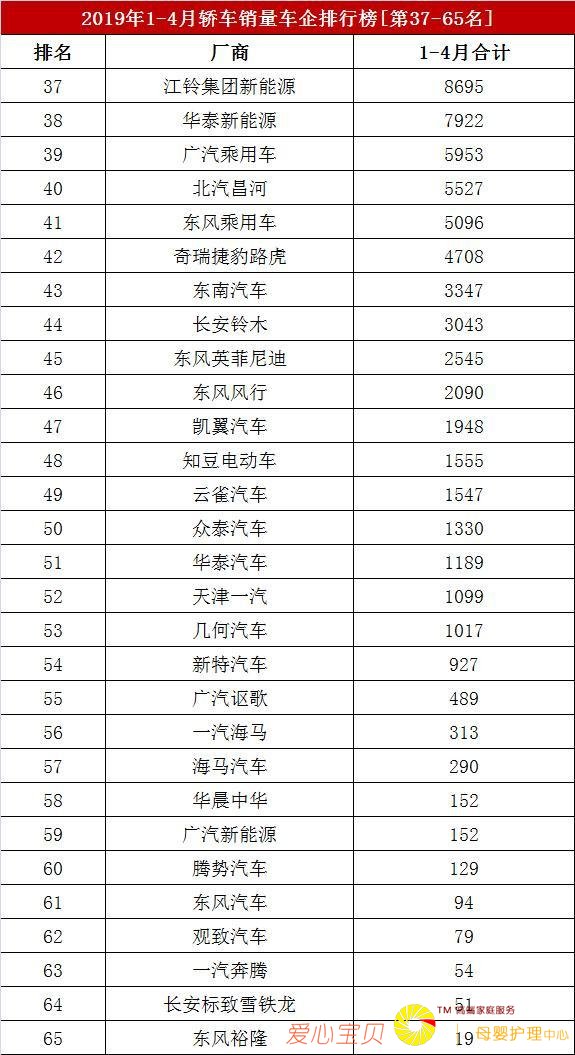 2019年1-4月轿车销量车企排行榜[第37-65名]
排名 厂商 1-4月合计
37 江铃集团新能源 8695
38 华泰新能源 7922
39 广汽乘用车 5953
40 北汽昌河 5527
41 东风乘用车 5096
42 奇瑞捷豹路虎 4708
43 东南汽车 3347
44 长安铃木 3043
45 东风英菲尼迪 2545
46 东风风行 2090
47 凯翼汽车 1948
48 知豆电动车 1555
49 云雀汽车 1547
50 众泰汽车 1330
51 华泰汽车 1189
52 天津一汽 1099
53 几何汽车 1017
54 新特汽车 927
55 广汽讴歌 489
56 一汽海马 313
57 海马汽车 290
58 华晨中华 152
59 广汽新能源 152
60 腾势汽车 129
61 东风汽车 94
62 观致汽车 79
63 一汽奔腾 54
64 长安标致雪铁龙 51
TM 家庭服务
65 东风裕隆 19
爱心宝贝 母婴护理中心